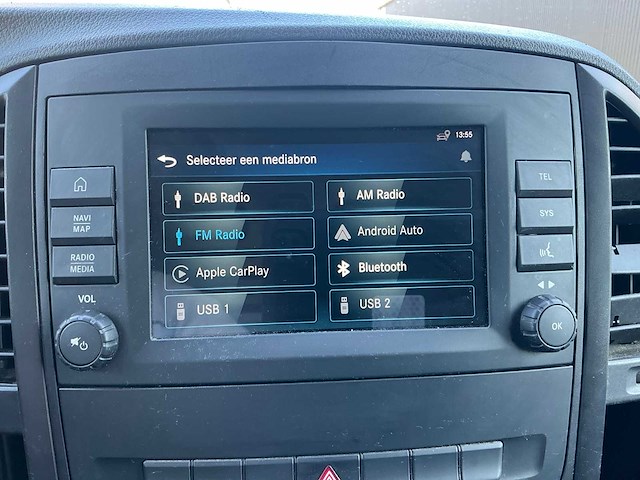 13:55
Selecteer een mediabron
DAB Radio
AM Radio
FM Radio
Android Auto
Apple CarPlay
Bluetooth
USB 1
USB 2
NAVI
MAP
RADIO
MEDIA
VOL
TEL
SYS
OK